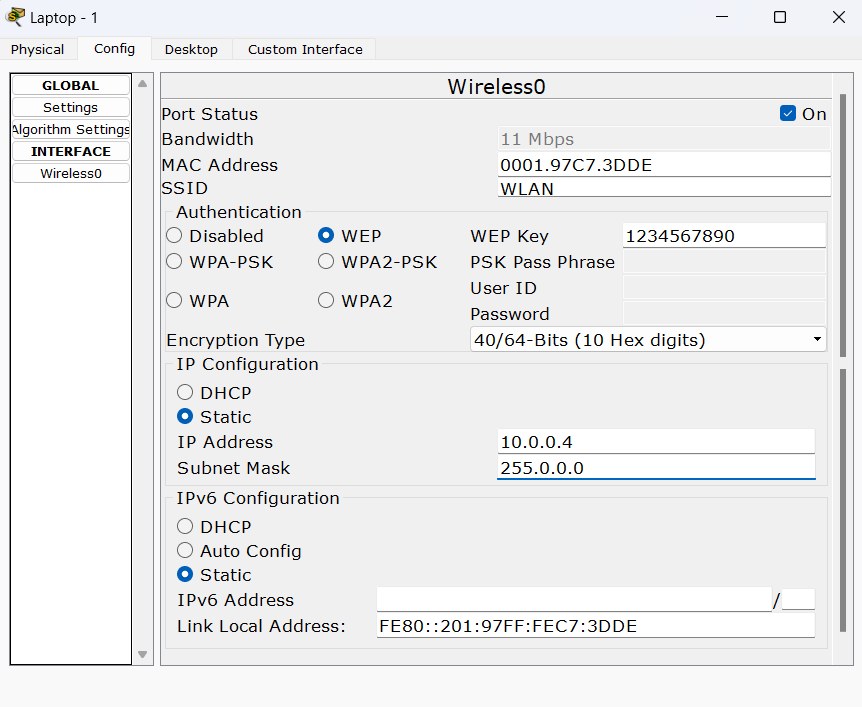 Laptop - 1
Physical Config Desktop Custom Interface
GLOBAL
Settings
Algorithm Settings
INTERFACE
Wireless0
Wireless0
Port Status On
Bandwidth 11 Mbps
MAC Address 0001.97C7.3DDE
SSID WLAN
Authentication
Disabled WEP WEP Key 1234567890
WPA-PSK WPA2-PSK PSK Pass Phrase
User ID
WPA WPA2
Password
Encryption Type 40/64-Bits (10 Hex digits)
IP Configuration
DHCP
Static
IP Address 10.0.0.4
Subnet Mask 255.0.0.0
IPv6 Configuration
DHCP
Auto Config
Static
IPv6 Address /
Link Local Address: FE80::201:97FF:FEC7:3DDE